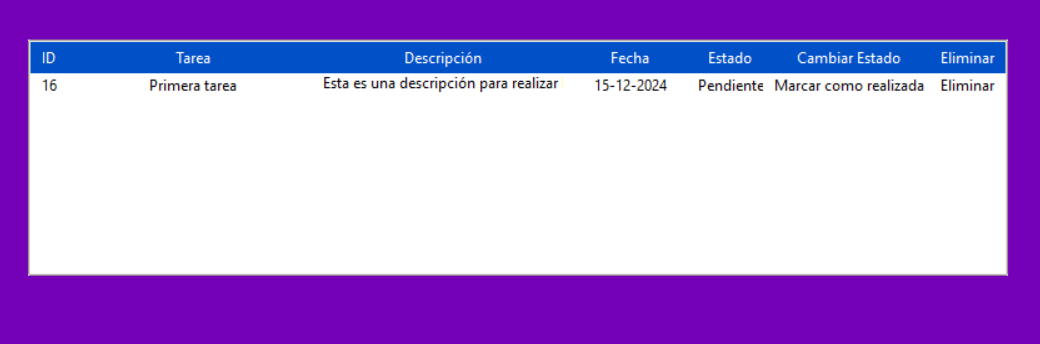 ID Tarea Descripción Fecha Estado Cambiar Estado Eliminar
16 Primera tarea Esta es una descripción para realizar 15-12-2024 Pendiente Marcar como realizada Eliminar